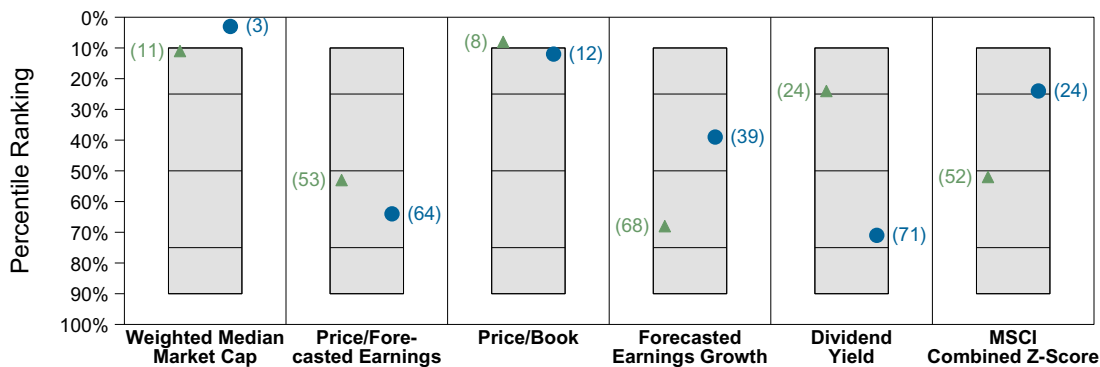 Percentile Ranking
0%
10%
20%
30%
40%
50%
60%
70%
80%
90%
100%
(3)
(11)
(53)
(64)
(8)
(12)
(39)
(68)
(24)
(71)
(24)
(52)
Weighted Median
Market Cap
Price/Fore-
casted Earnings
Price/Book
Forecasted
Earnings Growth
Dividend
Yield
MSCI
Combined Z-Score